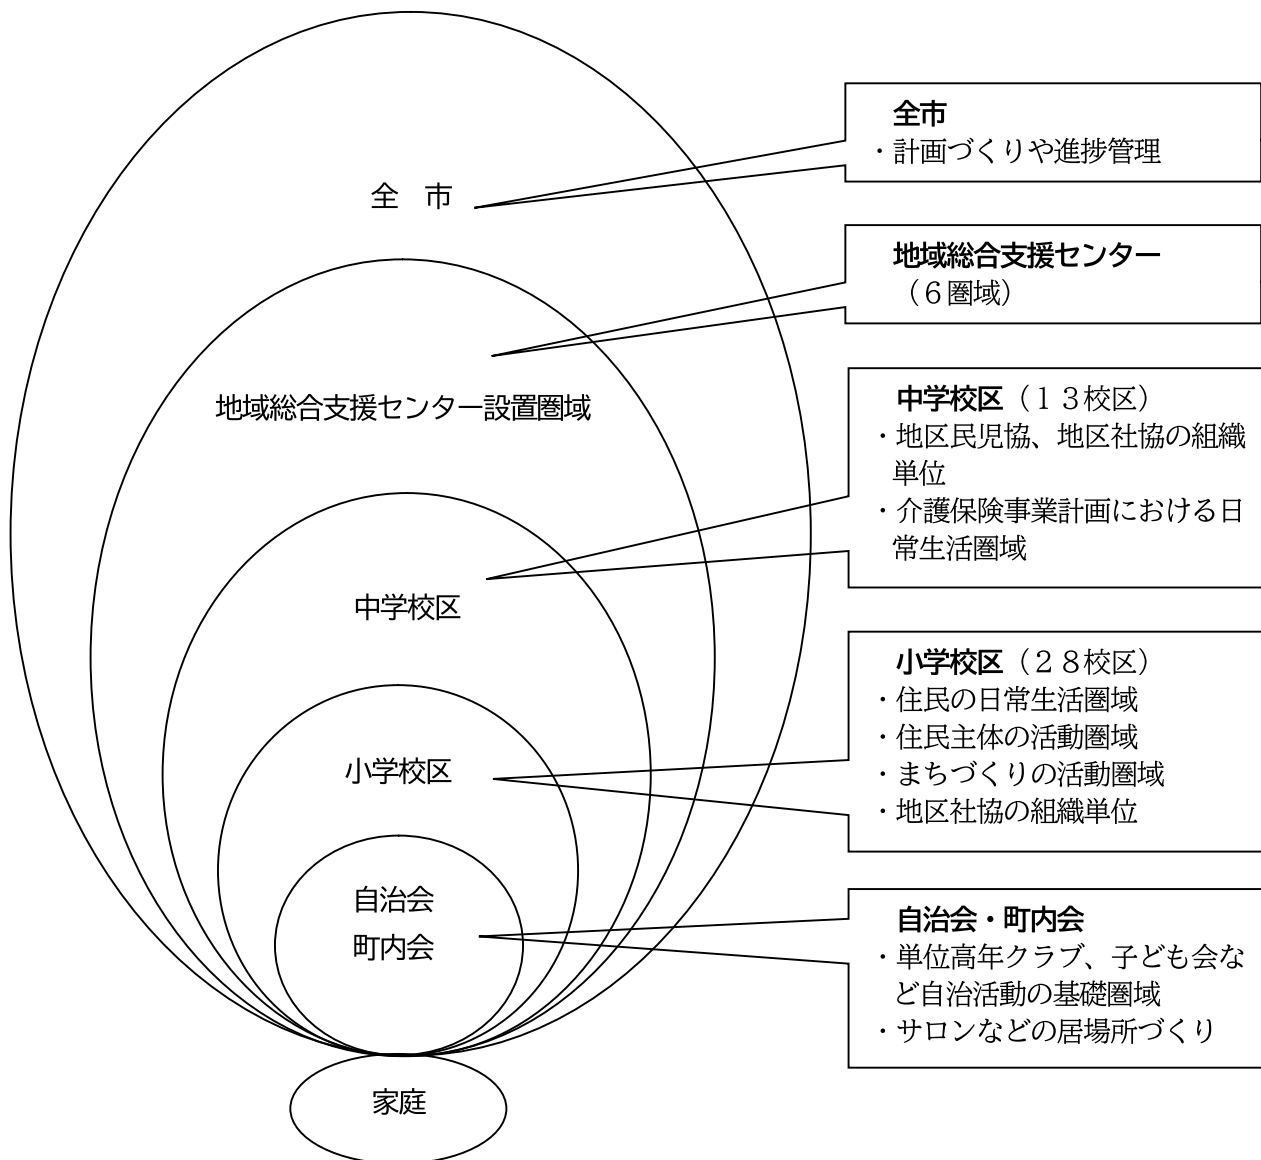 全　市
地域総合支援センター設置圏域
中学校区
小学校区
自治会
町内会
家庭
全市
・計画づくりや進捗管理
地域総合支援センター
（６圏域）
中学校区（１３校区）
・地区民児協、地区社協の組織
単位
・介護保険事業計画における日
常生活圏域
小学校区（２８校区）
・住民の日常生活圏域
・住民主体の活動圏域
・まちづくりの活動圏域
・地区社協の組織単位
自治会・町内会
・単位高年クラブ、子ども会な
ど自治活動の基礎圏域
・サロンなどの居場所づくり